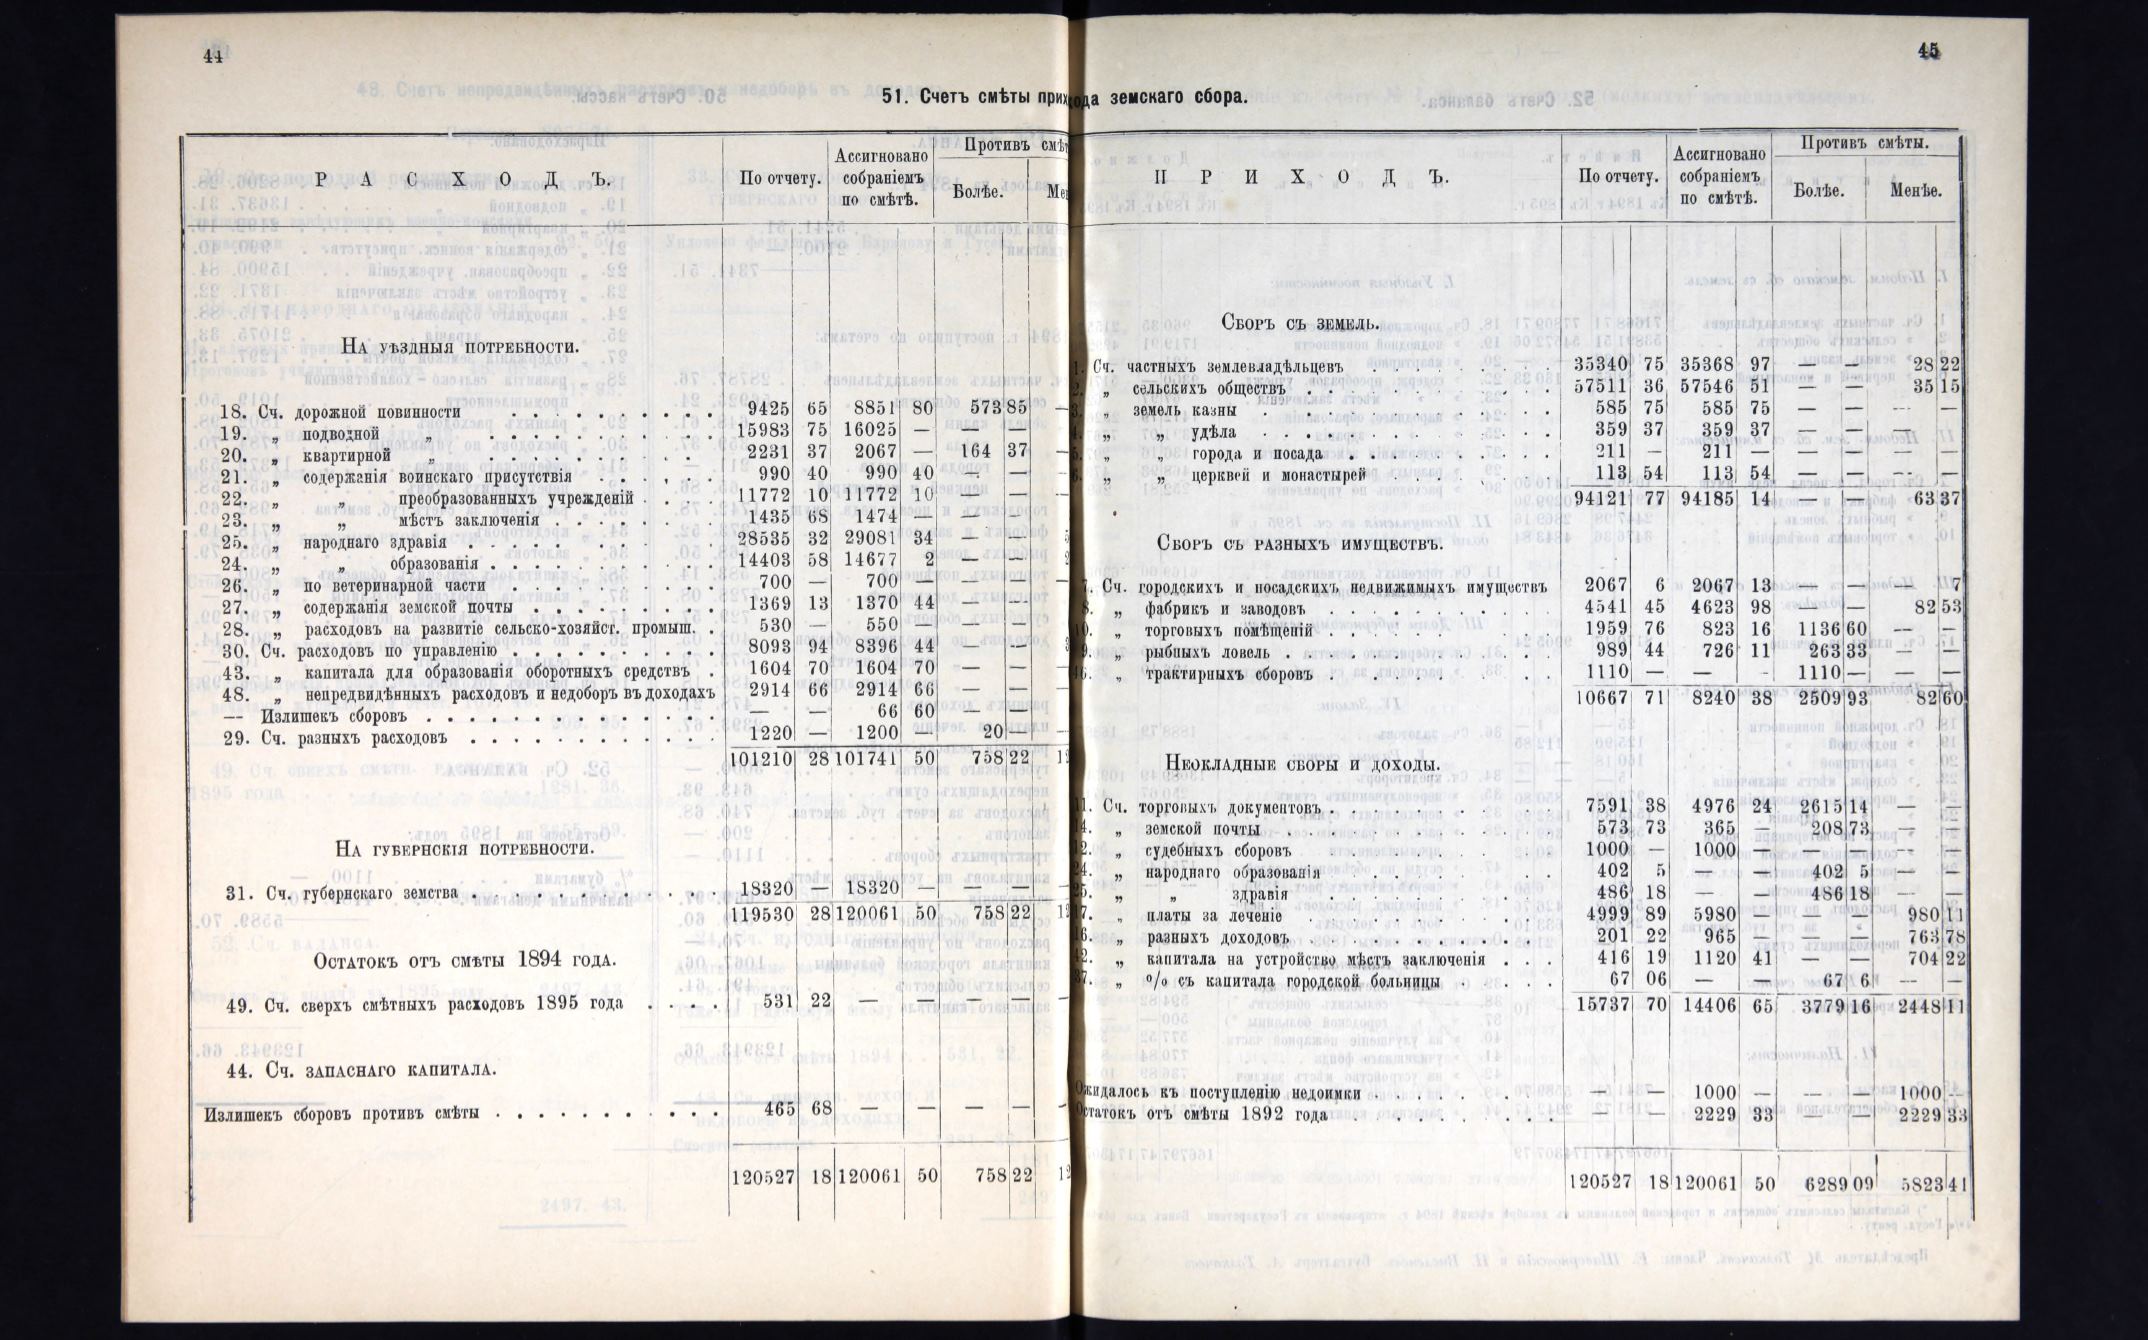 44
51. Счетъ смѣты прихода земскаго сбора.
РАСХОДЪ.
По отчету.
Ассигновано собраніемъ по смѣтѣ.
Противъ
Болѣе.
На уѣздныя потребности.
18. Сч. дорожной повинности 9425 65 8851 80 573 85 —
19. „ подводной „ 15983 75 16025 — — —
20. „ квартирной „ 2231 37 2067 — 164 37 —
21. „ содержанія воинскаго присутствія 990 40 990 40 — — —
22. „ „ преобразованныхъ учрежденій 11772 10 11772 10 — — —
23. „ „ мѣстъ заключенія 1435 68 1474 — — —
25. „ народнаго здравія 28535 32 29081 34 — —
24. „ „ образованія 14403 58 14677 2 — —
26. „ по ветеринарной части 700 — 700 — — — —
27. „ содержанія земской почты 1369 13 1370 44 — —
28. „ расходовъ на развитіе сельско-хозяйст. промыш. 530 — 550 — — —
30. Сч. расходовъ по управленію 8093 94 8396 44 — —
43. „ капитала для образованія оборотныхъ средствъ 1604 70 1604 70 — — —
48. „ непредвидѣнныхъ расходовъ и недоборъ въ доходахъ 2914 66 2914 66 — — —
— Излишекъ сборовъ — — 66 60 — —
29. Сч. разныхъ расходовъ 1220 — 1200 — 20 —
101210 28 101741 50 758 22
На губернскія потребности.
31. Сч. губернскаго земства 18320 — 18320 — — — —
119530 28 120061 50 758 22
Остатокъ отъ смѣты 1894 года.
49. Сч. сверхъ смѣтныхъ расходовъ 1895 года 531 22 — — — — —
44. Сч. запаснаго капитала.
Излишекъ сборовъ противъ смѣты 465 68 — — — — —
120527 18 120061 50 758 22
45
ПРИХОДЪ.
По отчету.
Ассигновано собраніемъ по смѣтѣ.
Противъ смѣты.
Болѣе.
Менѣе.
Сборъ съ земель.
1. Сч. частныхъ землевладѣльцевъ 35340 75 35368 97 — — 28 22
„ сельскихъ обществъ 57511 36 57546 51 — — 35 15
„ земель казны 585 75 585 75 — — — —
„ „ удѣла 359 37 359 37 — — — —
„ „ города и посада 211 — 211 — — — — —
„ „ церквей и монастырей 113 54 113 54 — — — —
94121 77 94185 14 — — 63 37
Сборъ съ разныхъ имуществъ.
7. Сч. городскихъ и посадскихъ недвижимыхъ имуществъ 2067 6 2067 13 — — — 7
8. „ фабрикъ и заводовъ 4541 45 4623 98 — — 82 53
10. „ торговыхъ помѣщеній 1959 76 823 16 1136 60 — —
9. „ рыбныхъ ловель 989 44 726 11 263 33 — —
„ трактирныхъ сборовъ 1110 — — — 1110 — — —
10667 71 8240 38 2509 93 82 60
Неокладные сборы и доходы.
11. Сч. торговыхъ документовъ 7591 38 4976 24 2615 14 — —
14. „ земской почты 573 73 365 — 208 73 — —
12. „ судебныхъ сборовъ 1000 — 1000 — — — — —
24. „ народнаго образованія 402 5 — — 402 5 — —
25. „ „ здравія 486 18 — — 486 18 — —
17. „ платы за леченіе 4999 89 5980 — — — 980 11
16. „ разныхъ доходовъ 201 22 965 — — — 763 78
42. „ капитала на устройство мѣстъ заключенія 416 19 1120 41 — — 704 22
37. „ % съ капитала городской больницы 67 06 — — 67 6 — —
15737 70 14406 65 3779 16 2448 11
Ожидалось къ поступленію недоимки — — 1000 — — — 1000 —
Остатокъ отъ смѣты 1892 года — — 2229 33 — — 2229 33
120527 18 120061 50 6289 09 5823 41